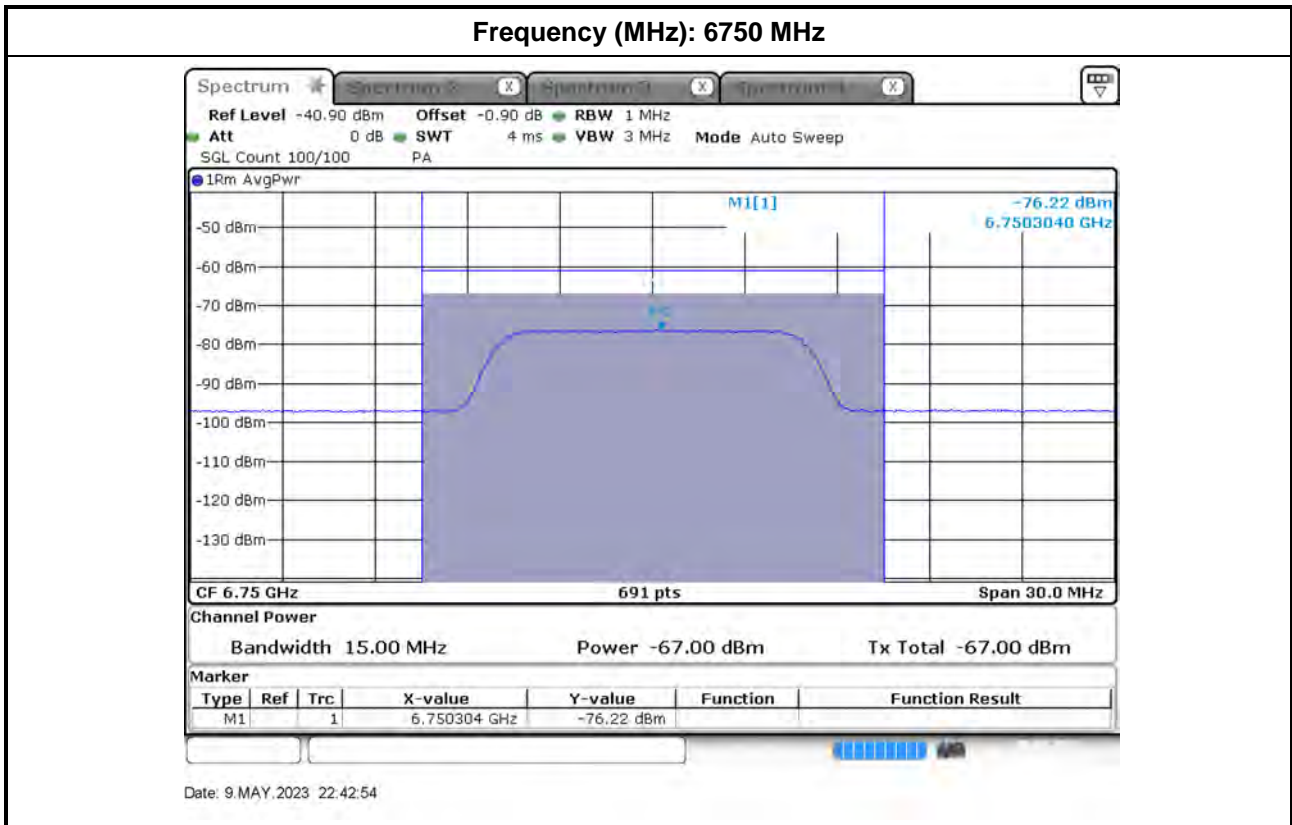 Frequency (MHz): 6750 MHz
Spectrum X X X
Ref Level -40.90 dBm Offset -0.90 dB RBW 1 MHz
Att 0 dB SWT 4 ms VBW 3 MHz Mode Auto Sweep
SGL Count 100/100 PA
1Rm AvgPwr
M1[1] -76.22 dBm
6.7503040 GHz
-50 dBm
-60 dBm
-70 dBm
-80 dBm
-90 dBm
-100 dBm
-110 dBm
-120 dBm
-130 dBm
CF 6.75 GHz 691 pts Span 30.0 MHz
Channel Power
Bandwidth 15.00 MHz Power -67.00 dBm Tx Total -67.00 dBm
Marker
Type Ref Trc X-value Y-value Function Function Result
M1 1 6.750304 GHz -76.22 dBm
Date: 9.MAY.2023 22:42:54